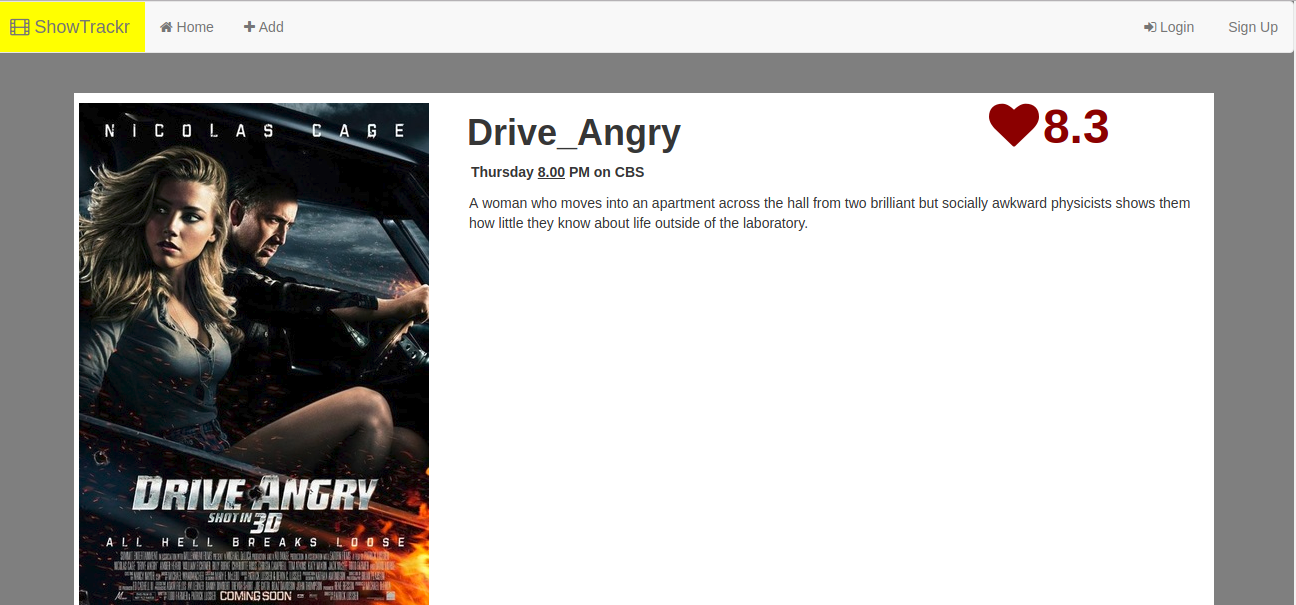 ShowTrackr Home Add Login Sign Up
NICOLAS CAGE
Drive_Angry
8.3
Thursday 8.00 PM on CBS
A woman who moves into an apartment across the hall from two brilliant but socially awkward physicists shows them
how little they know about life outside of the laboratory.
DRIVE ANGRY
SHOT IN 3D
ALL HELL BREAKS LOOSE
COMING SOON